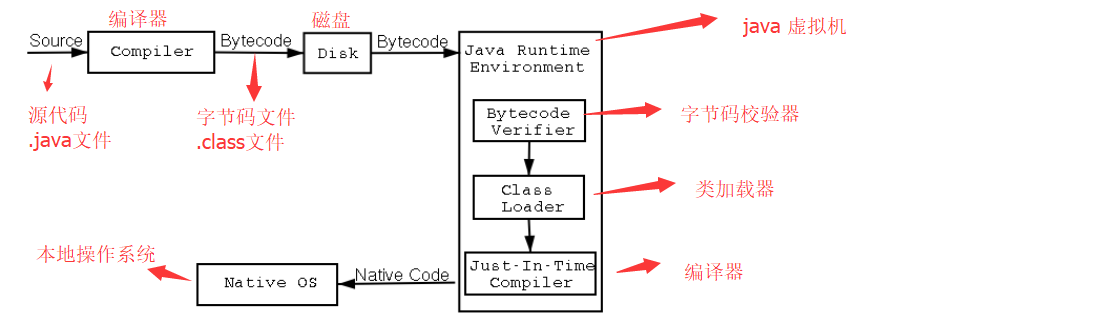 编译器
磁盘
java 虚拟机
Source
Compiler
Bytecode
Disk
Bytecode
Java Runtime
Environment
源代码
.java文件
字节码文件
.class文件
Bytecode
Verifier
字节码校验器
Class
Loader
类加载器
本地操作系统
Native OS
Native Code
Just-In-Time
Compiler
编译器